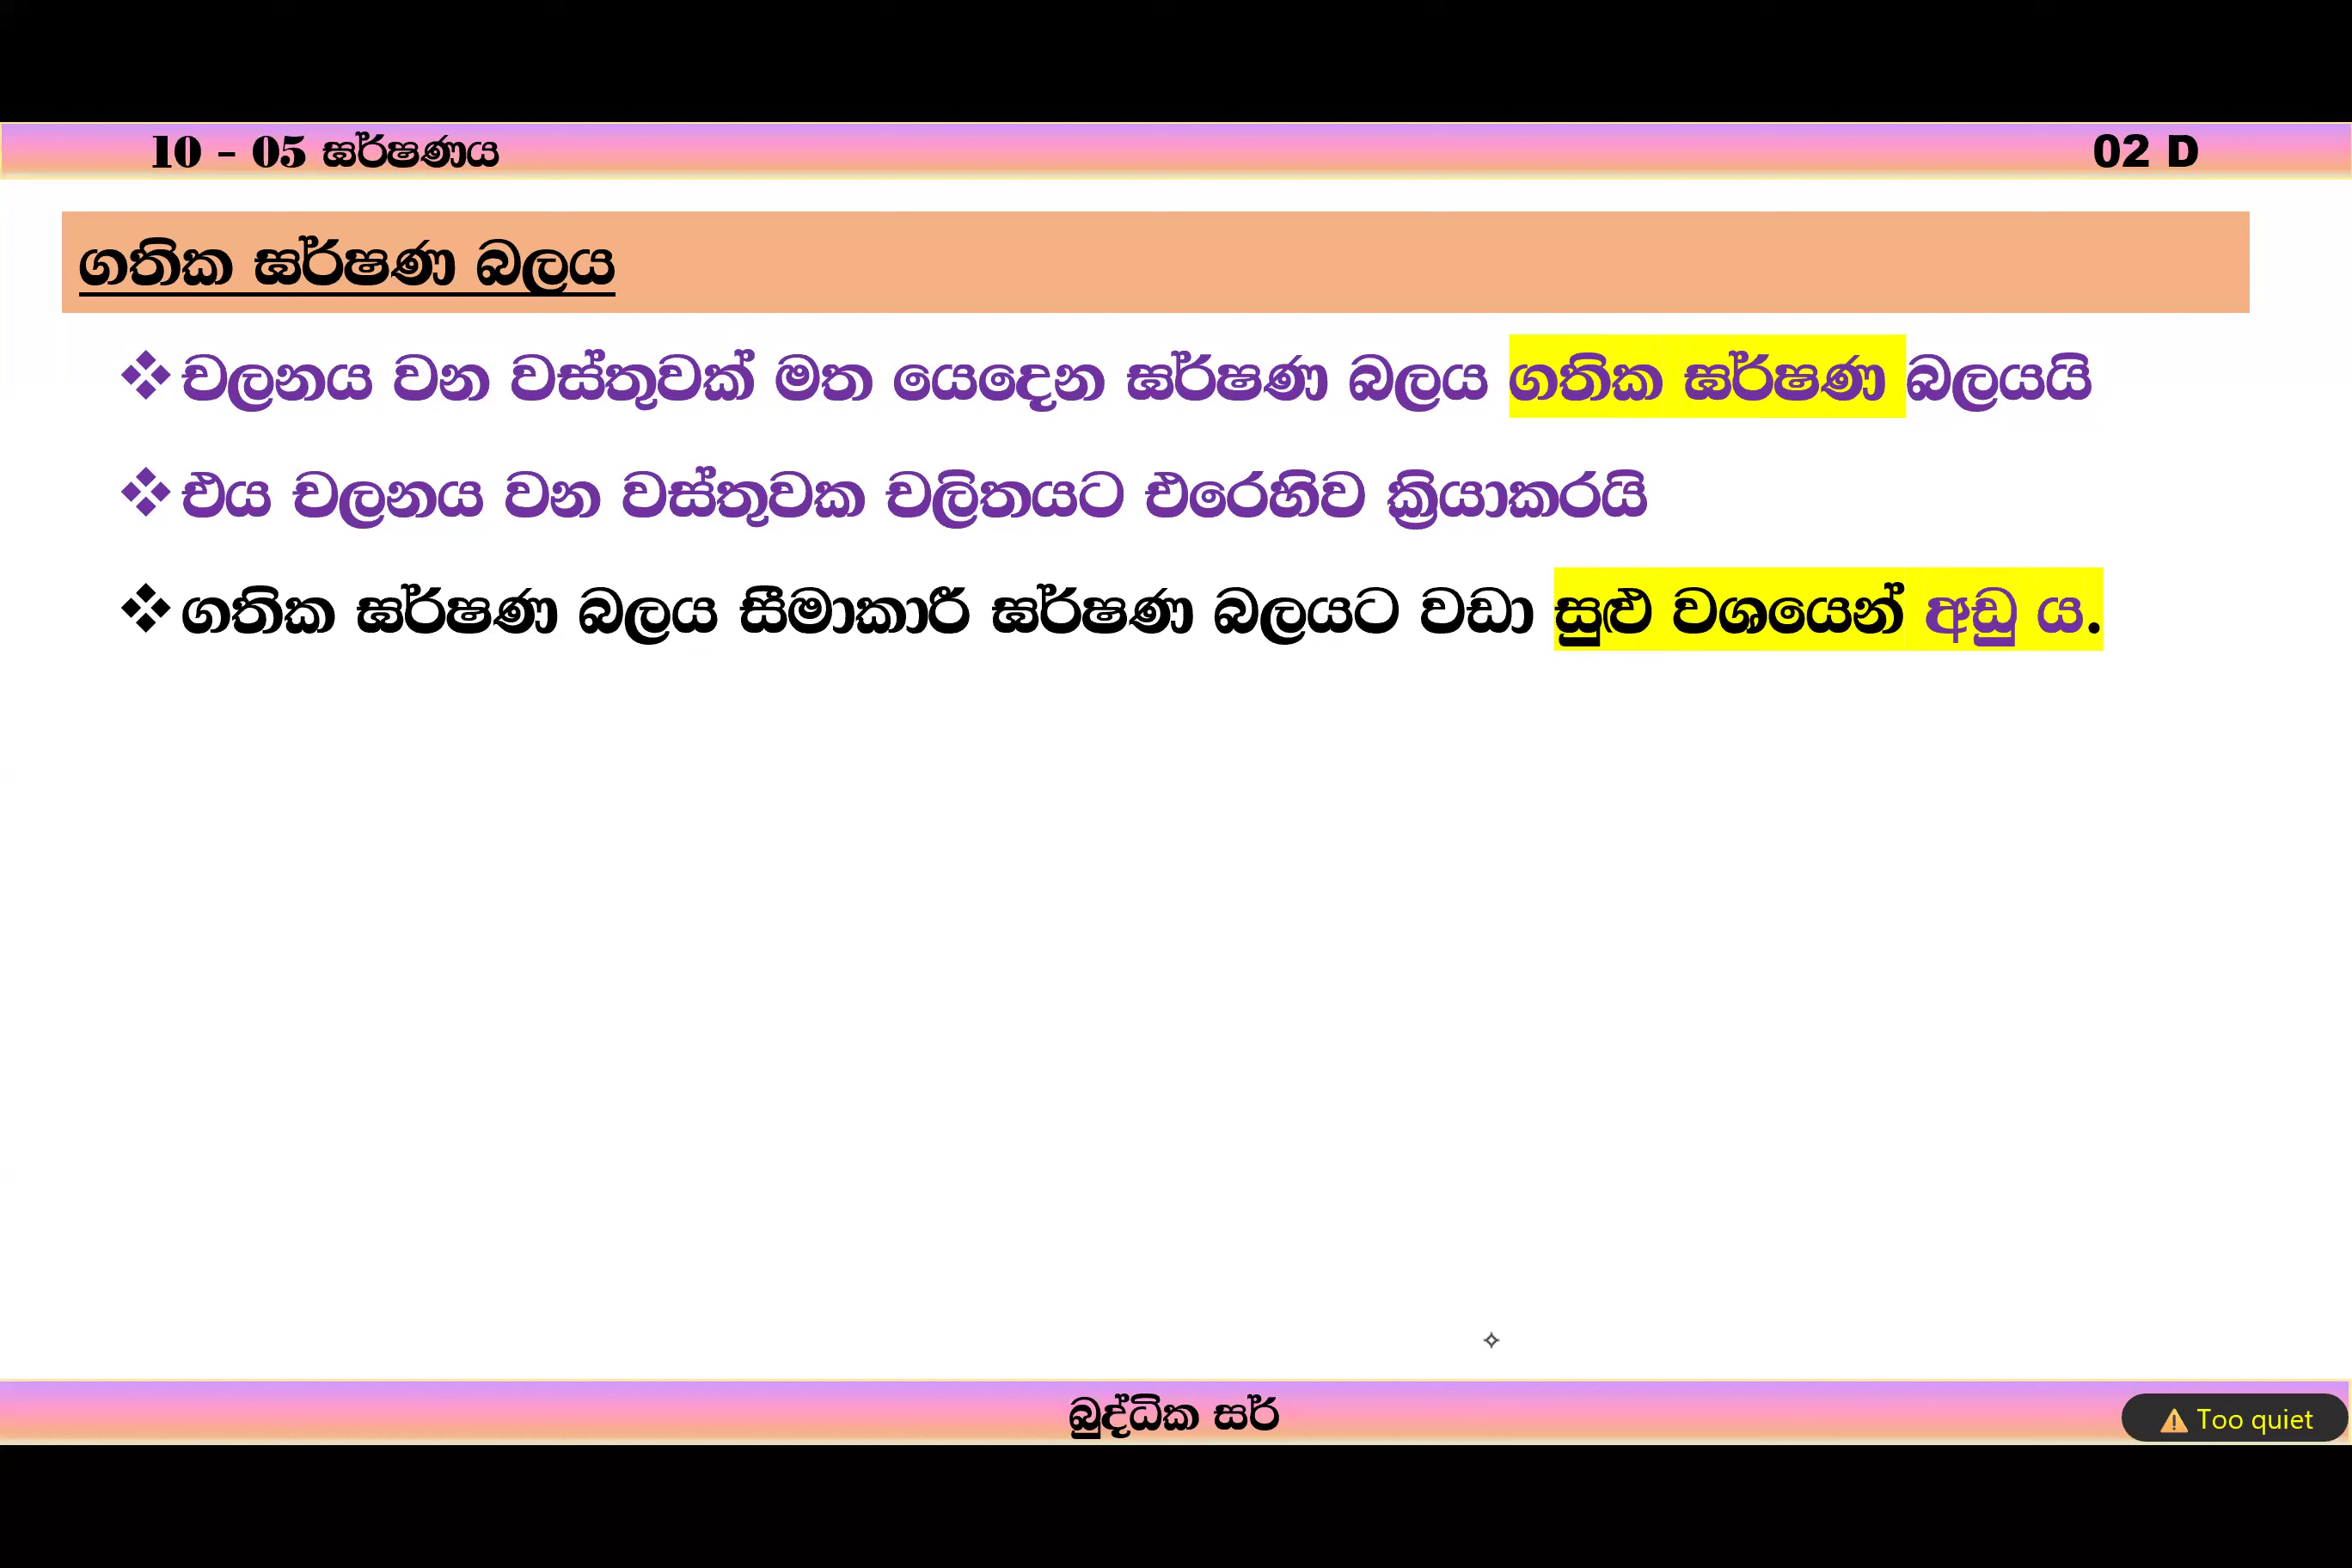 10 – 05 ඝර්ෂණය
02 D
ගතික ඝර්ෂණ බලය
❖චලනය වන වස්තුවක් මත යෙදෙන ඝර්ෂණ බලය ගතික ඝර්ෂණ බලයයි
❖එය චලනය වන වස්තුවක චලිතයට එරෙහිව ක්‍රියාකරයි
❖ගතික ඝර්ෂණ බලය සීමාකාරී ඝර්ෂණ බලයට වඩා සුළු වශයෙන් අඩු ය.
බුද්ධික සර්
Too quiet